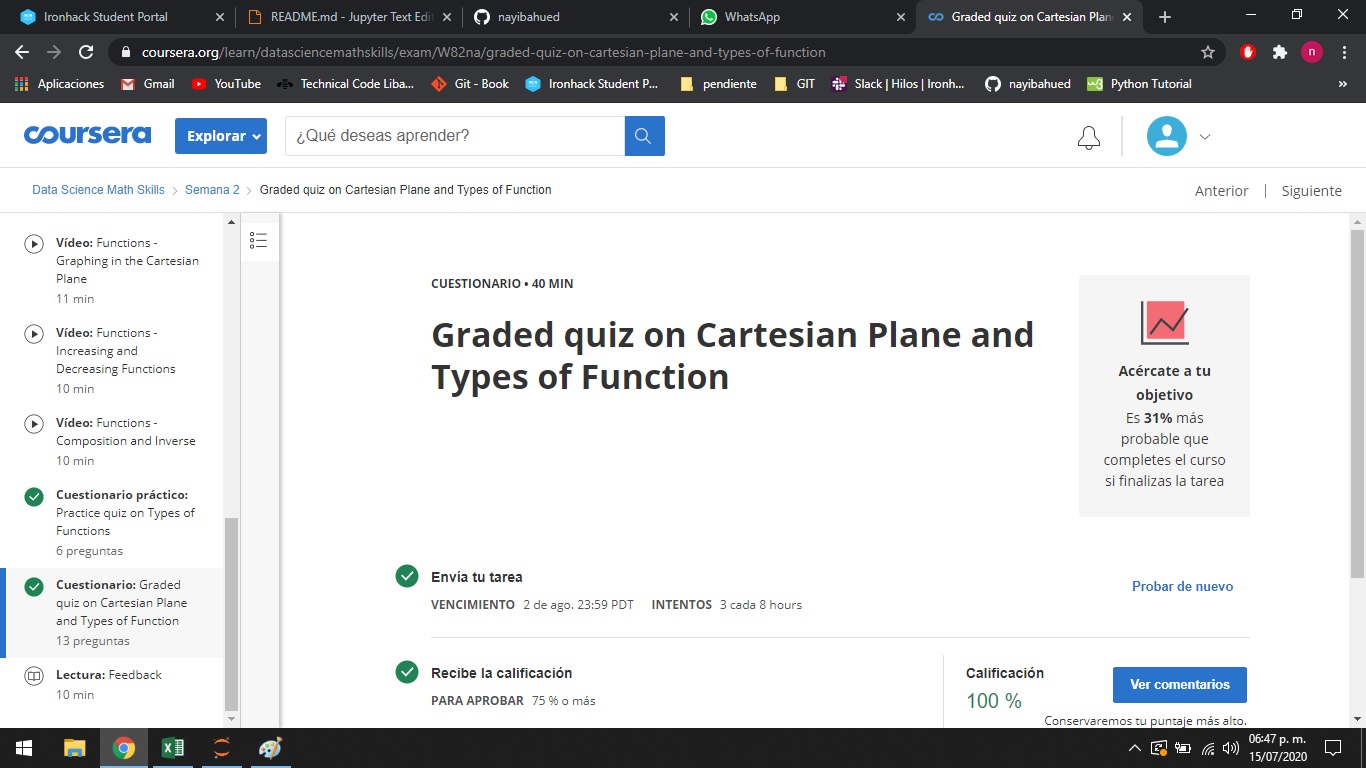 Ironhack Student Portal
README.md - Jupyter Text Edit
nayibahued
WhatsApp
Graded quiz on Cartesian Plane
coursera.org/learn/datasciencemathskills/exam/W82na/graded-quiz-on-cartesian-plane-and-types-of-function
n
Aplicaciones
Gmail
YouTube
Technical Code Liba...
Git - Book
Ironhack Student P...
pendiente
GIT
Slack | Hilos | Ironh...
nayibahued
Python Tutorial
»
coursera
Explorar
¿Qué deseas aprender?
Data Science Math Skills
Semana 2
Graded quiz on Cartesian Plane and Types of Function
Anterior | Siguiente
Vídeo: Functions -
Graphing in the Cartesian
Plane
11 min
Vídeo: Functions -
Increasing and
Decreasing Functions
10 min
Vídeo: Functions -
Composition and Inverse
10 min
Cuestionario práctico:
Practice quiz on Types of
Functions
6 preguntas
Cuestionario: Graded
quiz on Cartesian Plane
and Types of Function
13 preguntas
Lectura: Feedback
10 min
CUESTIONARIO • 40 MIN
Graded quiz on Cartesian Plane and
Types of Function
Acércate a tu
objetivo
Es 31% más
probable que
completes el curso
si finalizas la tarea
Envía tu tarea
VENCIMIENTO 2 de ago. 23:59 PDT INTENTOS 3 cada 8 hours
Probar de nuevo
Recibe la calificación
PARA APROBAR 75 % o más
Calificación
100 %
Ver comentarios
Conservaremos tu puntaje más alto.
06:47 p. m.
15/07/2020